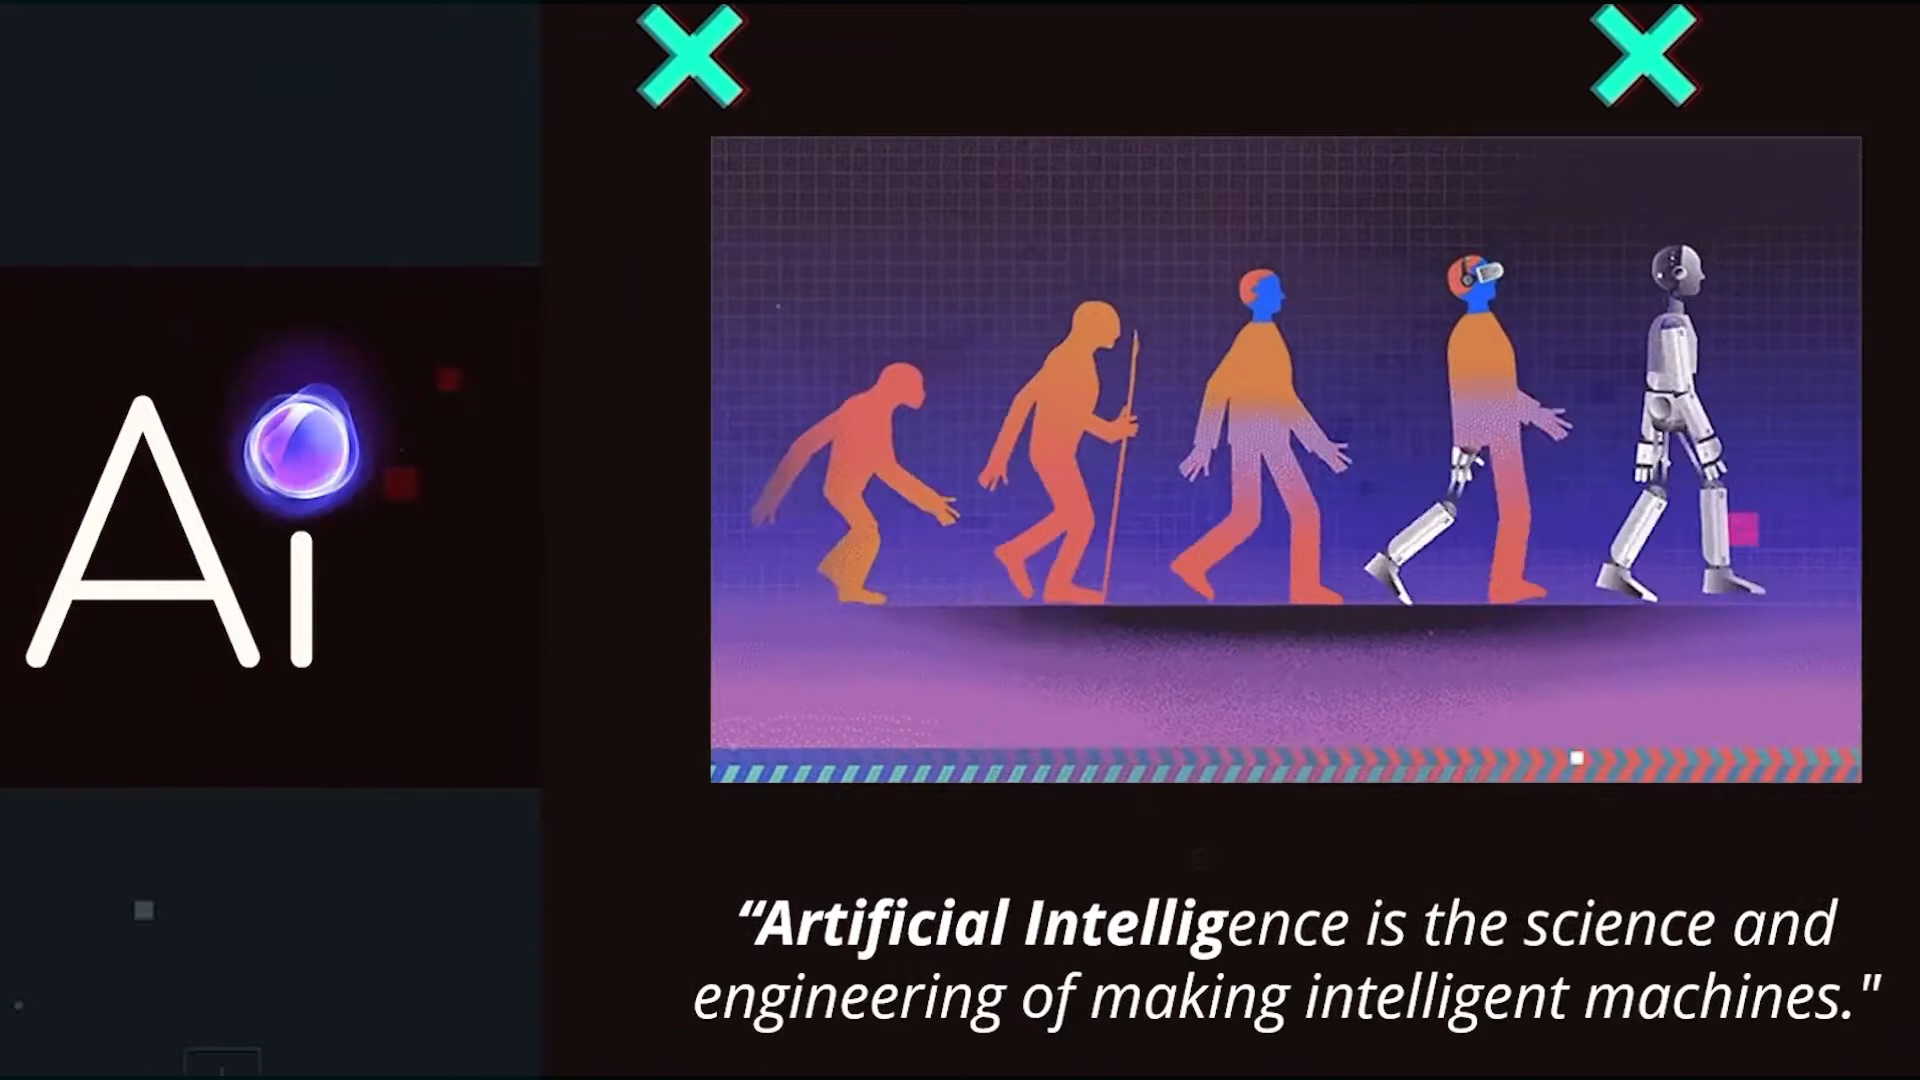 Ai
“Artificial Intelligence is the science and
engineering of making intelligent machines."